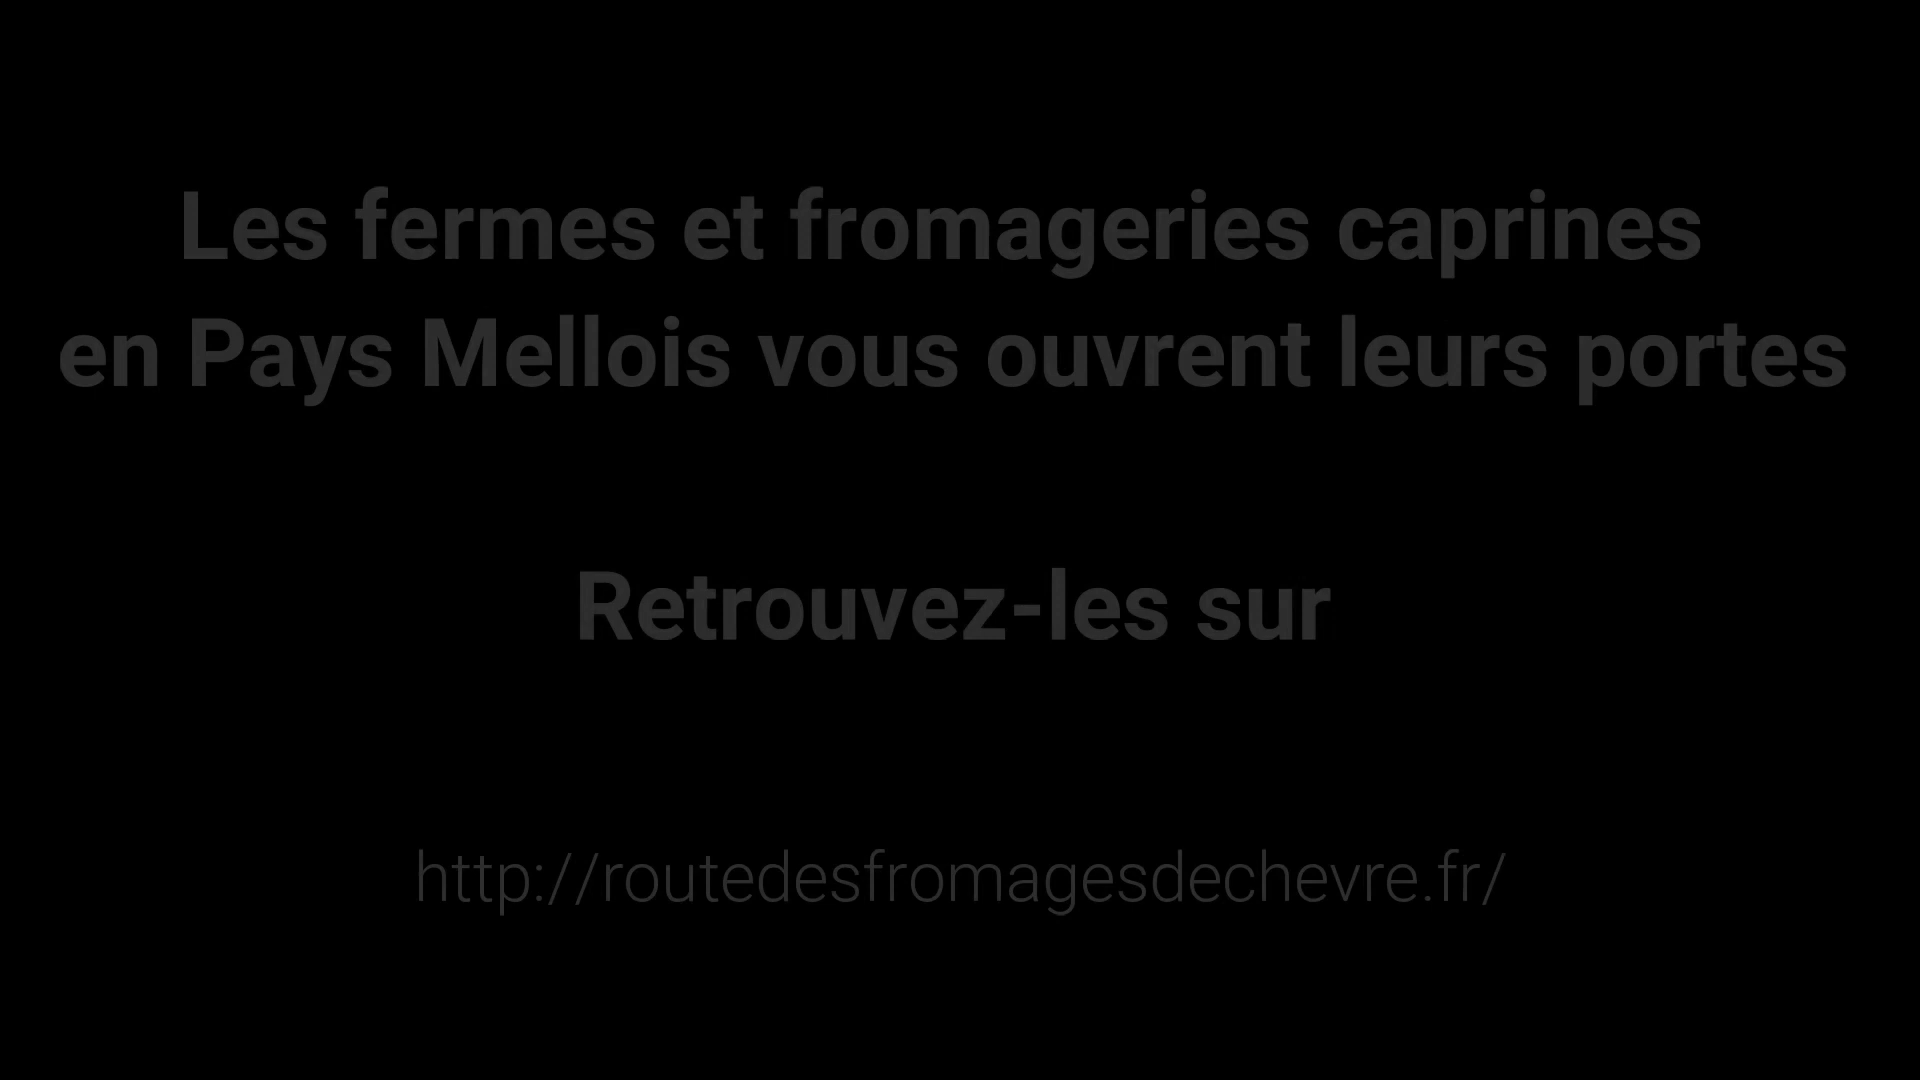 Les fermes et fromageries caprines
en Pays Mellois vous ouvrent leurs portes
Retrouvez-les sur
http://routedesfromagesdechevre.fr/